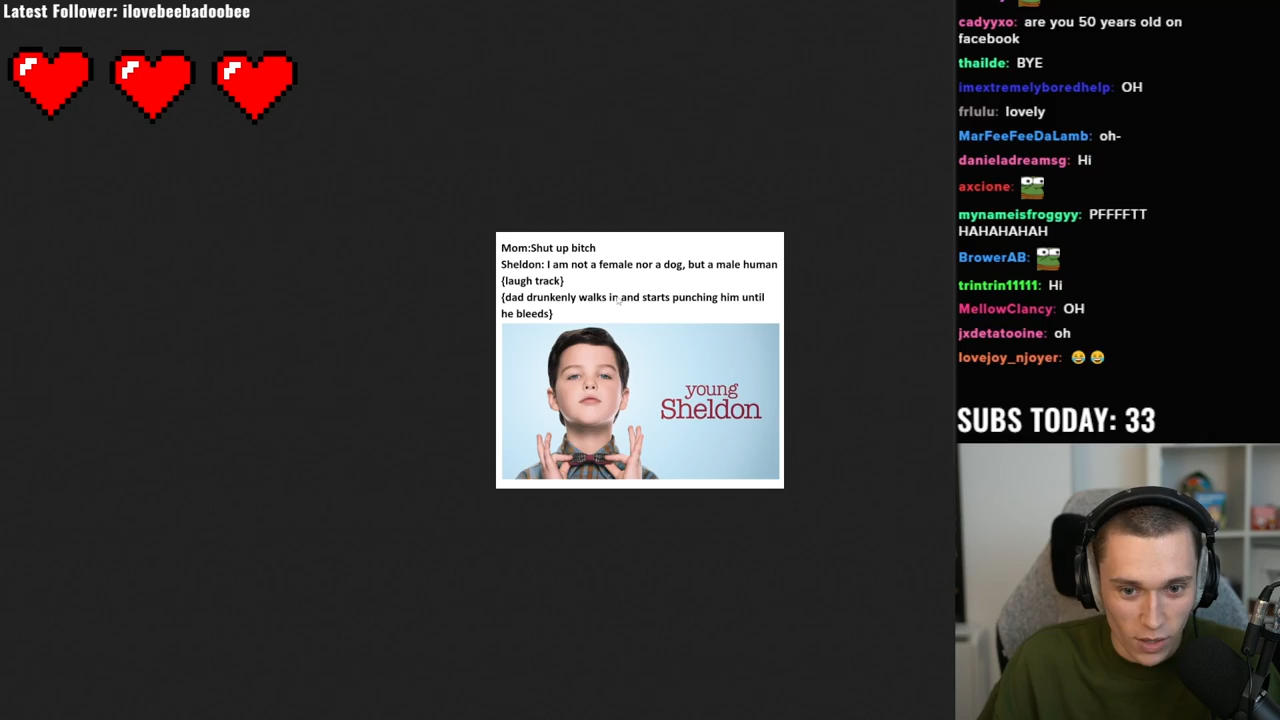 Latest Follower: ilovebeebadoobee
Mom:Shut up bitch
Sheldon: I am not a female nor a dog, but a male human
{laugh track}
{dad drunkenly walks in and starts punching him until
he bleeds}
young
Sheldon
cadyyxo: are you 50 years old on
facebook
thailde: BYE
imextremelyboredhelp: OH
frlulu: lovely
MarFeeFeeDaLamb: oh-
danieladreamsg: Hi
axcione:
mynameisfroggyy: PFFFFTT
HAHAHAHAH
BrowerAB:
trintrin11111: Hi
MellowClancy: OH
jxdetatooine: oh
lovejoy_njoyer: 😂 😂
SUBS TODAY: 33